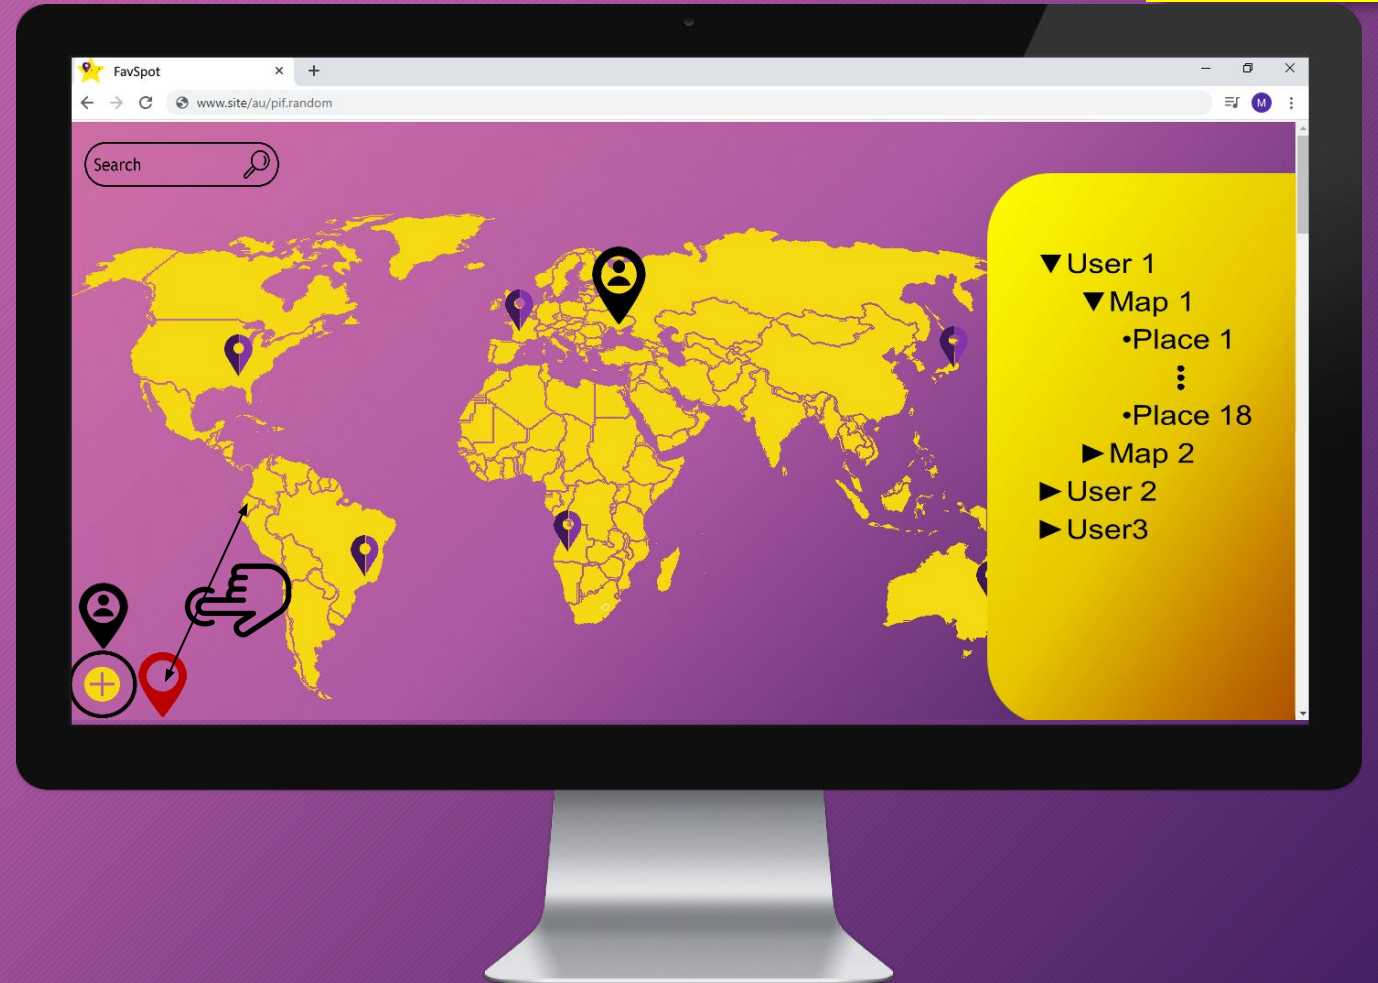 FavSpot
www.site/au/pif.random
M
Search
User 1
Map 1
•Place 1
•Place 18
Map 2
User 2
User3